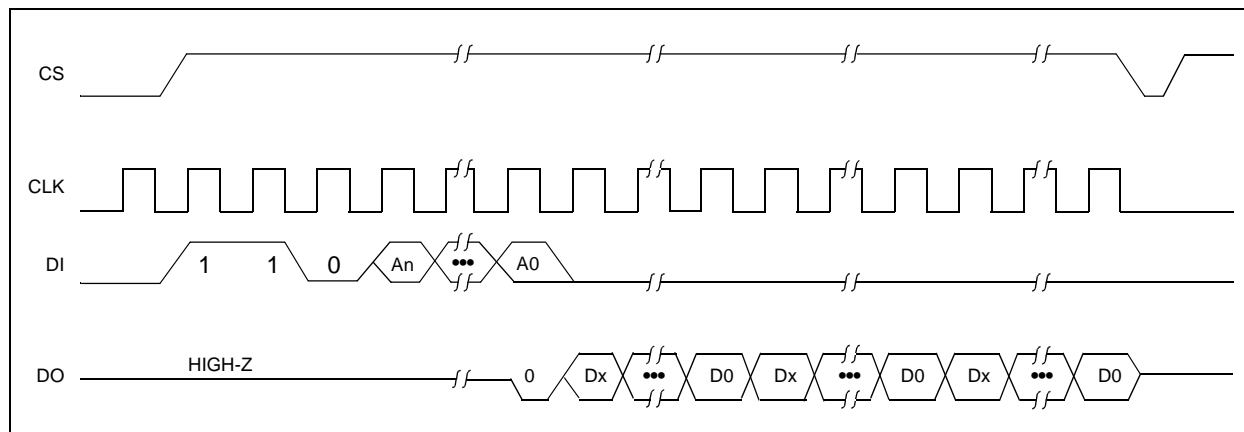 CS
CLK
DI 1 1 0 An ••• A0
DO HIGH-Z 0 Dx ••• D0 Dx ••• D0 Dx ••• D0